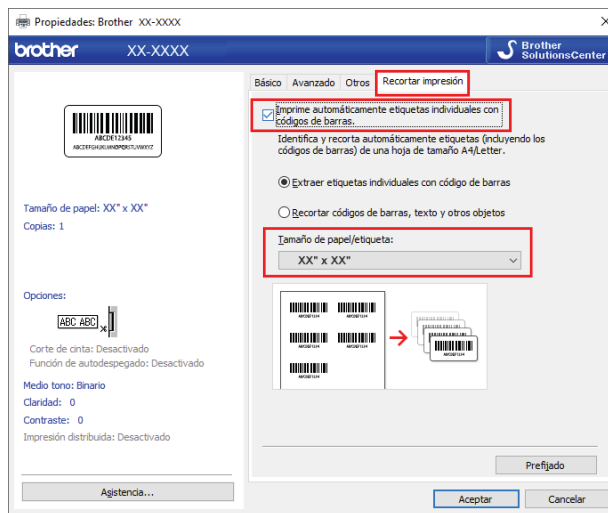 Propiedades: Brother XX-XXXX
brother XX-XXXX
Brother
SolutionsCenter
Básico Avanzado Otros Recortar impresión
Imprime automáticamente etiquetas individuales con
códigos de barras.
Identifica y recorta automáticamente etiquetas (incluyendo los
códigos de barras) de una hoja de tamaño A4/Letter.
Extraer etiquetas individuales con código de barras
Recortar códigos de barras, texto y otros objetos
Tamaño de papel/etiqueta:
XX" x XX"
ABCDE12345
Tamaño de papel: XX" x XX"
Copias: 1
Opciones:
ABC ABC x
Corte de cinta: Desactivado
Función de autodespegado: Desactivado
Medio tono: Binario
Claridad: 0
Contraste: 0
Impresión distribuida: Desactivado
Prefijado
Asistencia...
Aceptar Cancelar